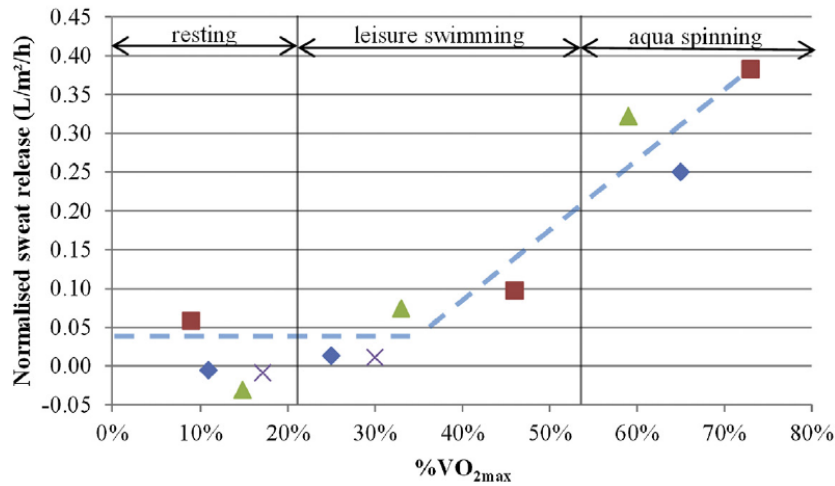 resting
leisure swimming
aqua spinning
Normalised sweat release (L/m²/h)
0.45
0.40
0.35
0.30
0.25
0.20
0.15
0.10
0.05
0.00
-0.05
0% 10% 20% 30% 40% 50% 60% 70% 80%
%VO2max